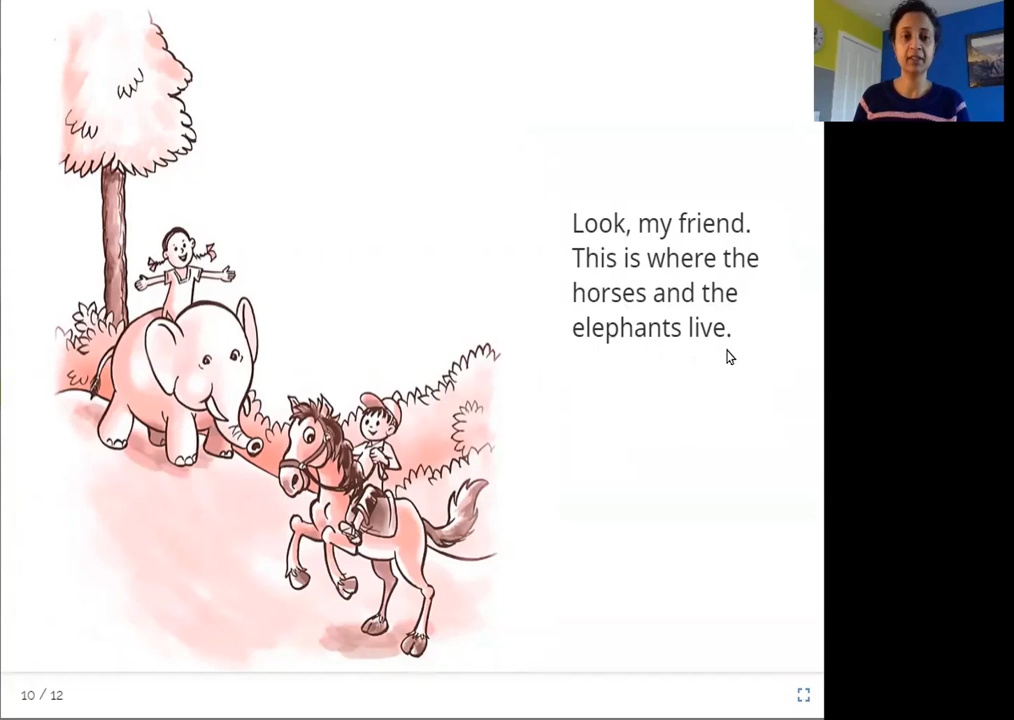 Look, my friend.
This is where the
horses and the
elephants live.
10 / 12